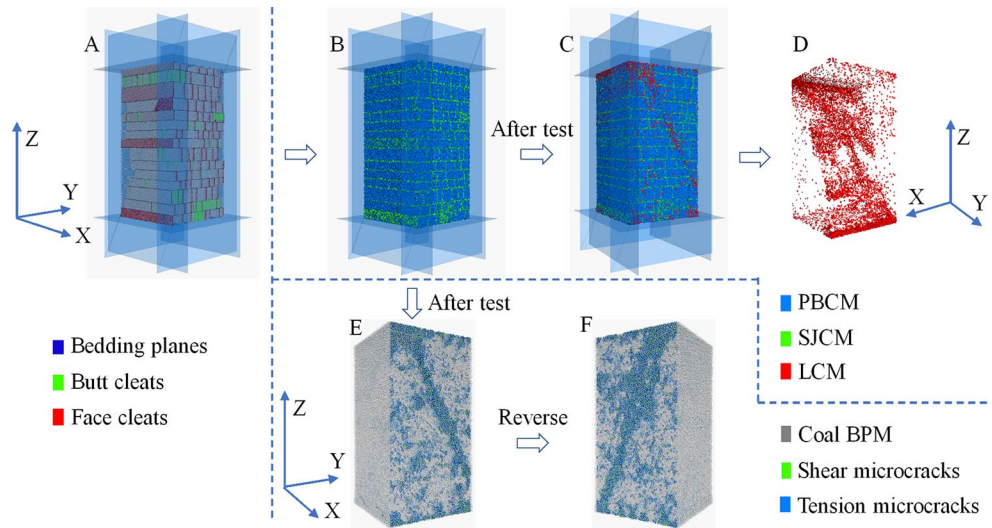 A
B
C
D
Z
Y
X
After test
Z
X
Y
After test
E
F
Bedding planes
Butt cleats
Face cleats
Z
Y
X
Reverse
PBCM
SJCM
LCM
Coal BPM
Shear microcracks
Tension microcracks